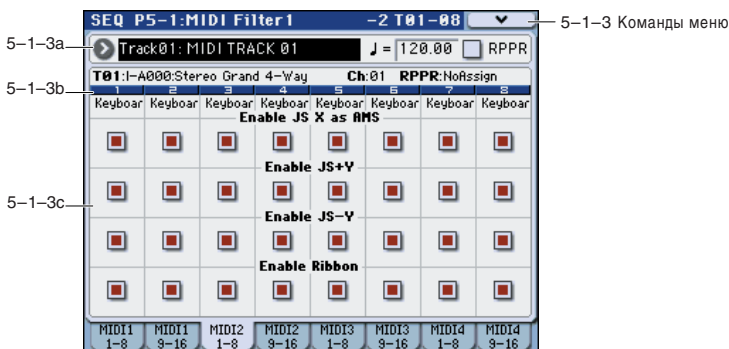 SEQ P5-1:MIDI Filter1 -2 T01-08
5-1-3 Команды меню
5-1-3a
Track01: MIDI TRACK 01 ♩= 120.00 RPPR
T01:I-A000:Stereo Grand 4-Way Ch:01 RPPR:NoAssign
5-1-3b
1 2 3 4 5 6 7 8
Keyboar Keyboar Keyboar Keyboar Keyboar Keyboar Keyboar Keyboar
Enable JS X as AMS
Enable JS+Y
5-1-3c
Enable JS-Y
Enable Ribbon
MIDI1 1-8 MIDI1 9-16 MIDI2 1-8 MIDI2 9-16 MIDI3 1-8 MIDI3 9-16 MIDI4 1-8 MIDI4 9-16